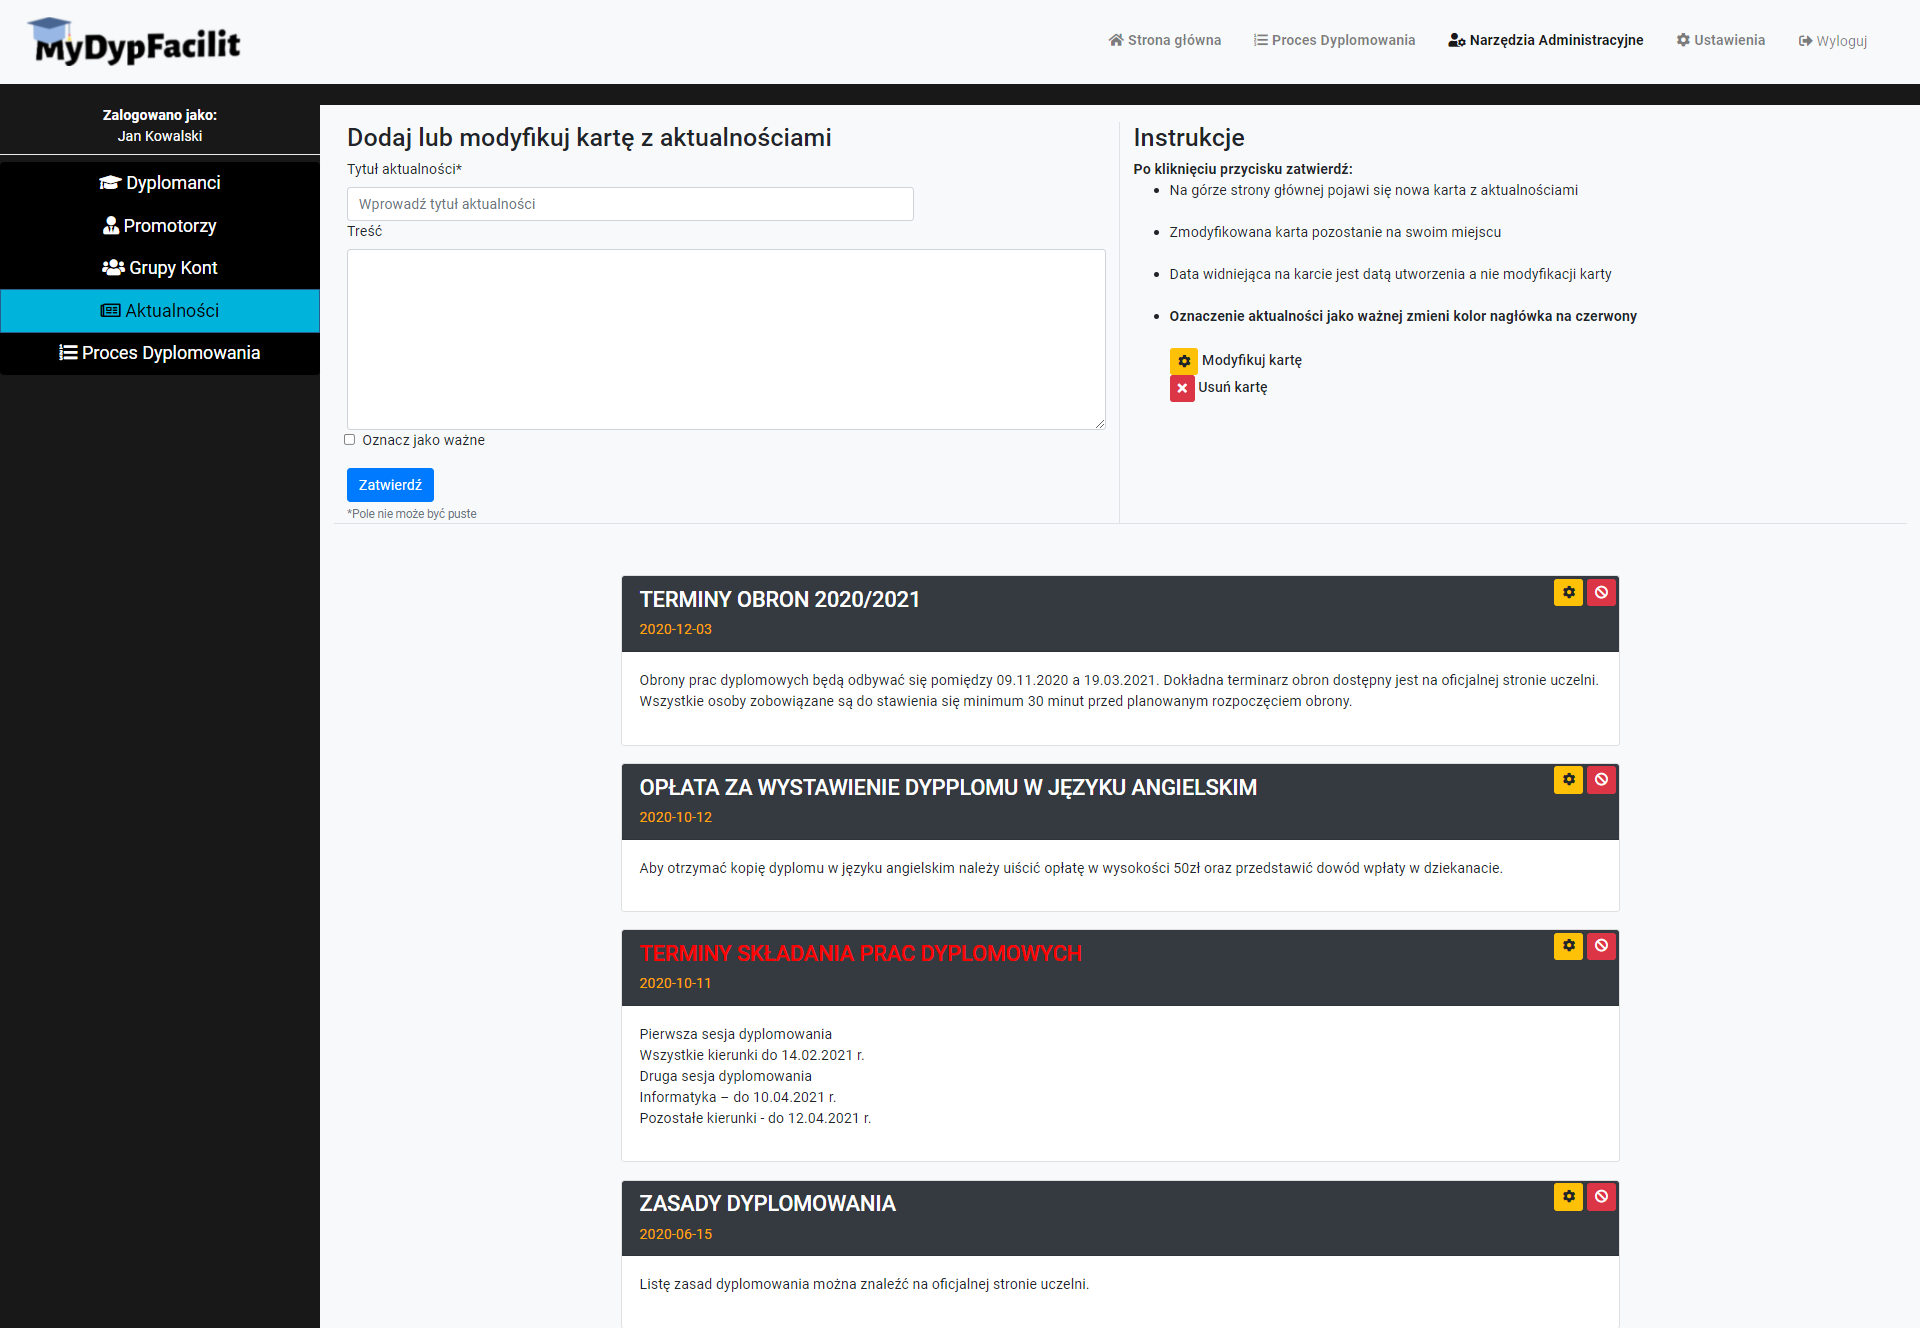 MyDypFacilit
Strona główna
Proces Dyplomowania
Narzędzia Administracyjne
Ustawienia
Wyloguj
Zalogowano jako:
Jan Kowalski
Dyplomanci
Promotorzy
Grupy Kont
Aktualności
Proces Dyplomowania
Dodaj lub modyfikuj kartę z aktualnościami
Tytuł aktualności*
Wprowadź tytuł aktualności
Treść
Oznacz jako ważne
Zatwierdź
*Pole nie może być puste
Instrukcje
Po kliknięciu przycisku zatwierdź:
Na górze strony głównej pojawi się nowa karta z aktualnościami
Zmodyfikowana karta pozostanie na swoim miejscu
Data widniejąca na karcie jest datą utworzenia a nie modyfikacji karty
Oznaczenie aktualności jako ważnej zmieni kolor nagłówka na czerwony
Modyfikuj kartę
Usuń kartę
TERMINY OBRON 2020/2021
2020-12-03
Obrony prac dyplomowych będą odbywać się pomiędzy 09.11.2020 a 19.03.2021. Dokładna terminarz obron dostępny jest na oficjalnej stronie uczelni.
Wszystkie osoby zobowiązane są do stawienia się minimum 30 minut przed planowanym rozpoczęciem obrony.
OPŁATA ZA WYSTAWIENIE DYPPLOMU W JĘZYKU ANGIELSKIM
2020-10-12
Aby otrzymać kopię dyplomu w języku angielskim należy uiścić opłatę w wysokości 50zł oraz przedstawić dowód wpłaty w dziekanacie.
TERMINY SKŁADANIA PRAC DYPLOMOWYCH
2020-10-11
Pierwsza sesja dyplomowania
Wszystkie kierunki do 14.02.2021 r.
Druga sesja dyplomowania
Informatyka – do 10.04.2021 r.
Pozostałe kierunki - do 12.04.2021 r.
ZASADY DYPLOMOWANIA
2020-06-15
Listę zasad dyplomowania można znaleźć na oficjalnej stronie uczelni.